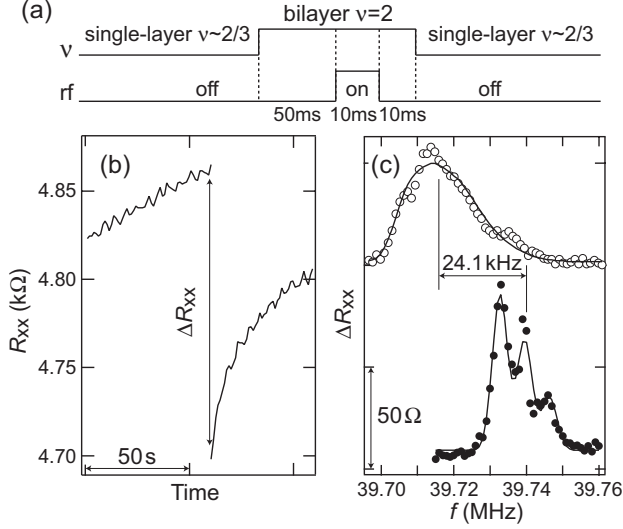 (a)
bilayer ν=2
single-layer ν~2/3
single-layer ν~2/3
ν
rf
off
on
off
50ms
10ms
10ms
(b)
4.85
4.80
4.75
4.70
Rxx (kΩ)
ΔRxx
50s
Time
(c)
24.1kHz
ΔRxx
50Ω
39.70
39.72
39.74
39.76
f (MHz)